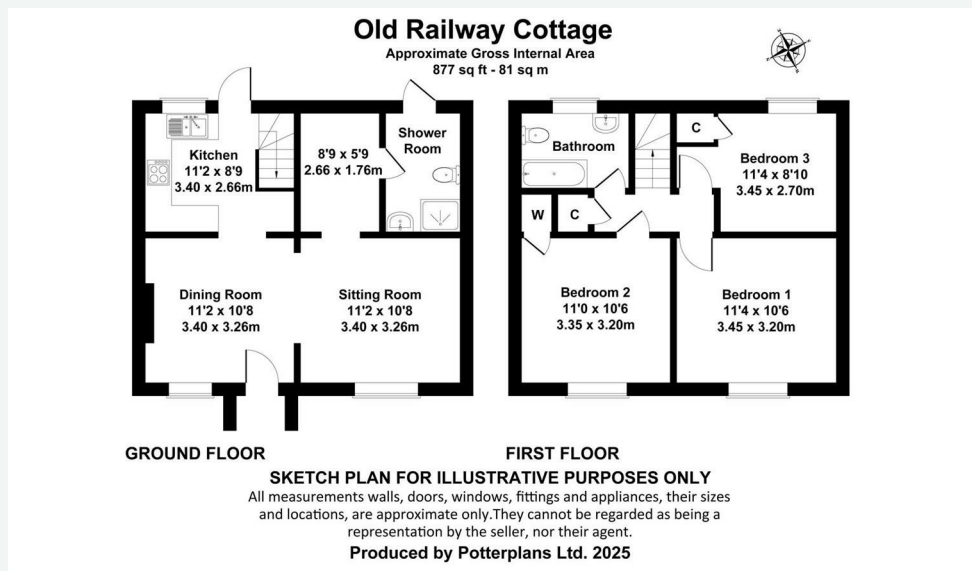 Old Railway Cottage
Approximate Gross Internal Area
877 sq ft - 81 sq m
Kitchen
11'2 x 8'9
3.40 x 2.66m
8'9 x 5'9
2.66 x 1.76m
Shower
Room
Dining Room
11'2 x 10'8
3.40 x 3.26m
Sitting Room
11'2 x 10'8
3.40 x 3.26m
Bathroom
C
Bedroom 3
11'4 x 8'10
3.45 x 2.70m
W
C
Bedroom 2
11'0 x 10'6
3.35 x 3.20m
Bedroom 1
11'4 x 10'6
3.45 x 3.20m
GROUND FLOOR
FIRST FLOOR
SKETCH PLAN FOR ILLUSTRATIVE PURPOSES ONLY
All measurements walls, doors, windows, fittings and appliances, their sizes
and locations, are approximate only.They cannot be regarded as being a
representation by the seller, nor their agent.
Produced by Potterplans Ltd. 2025